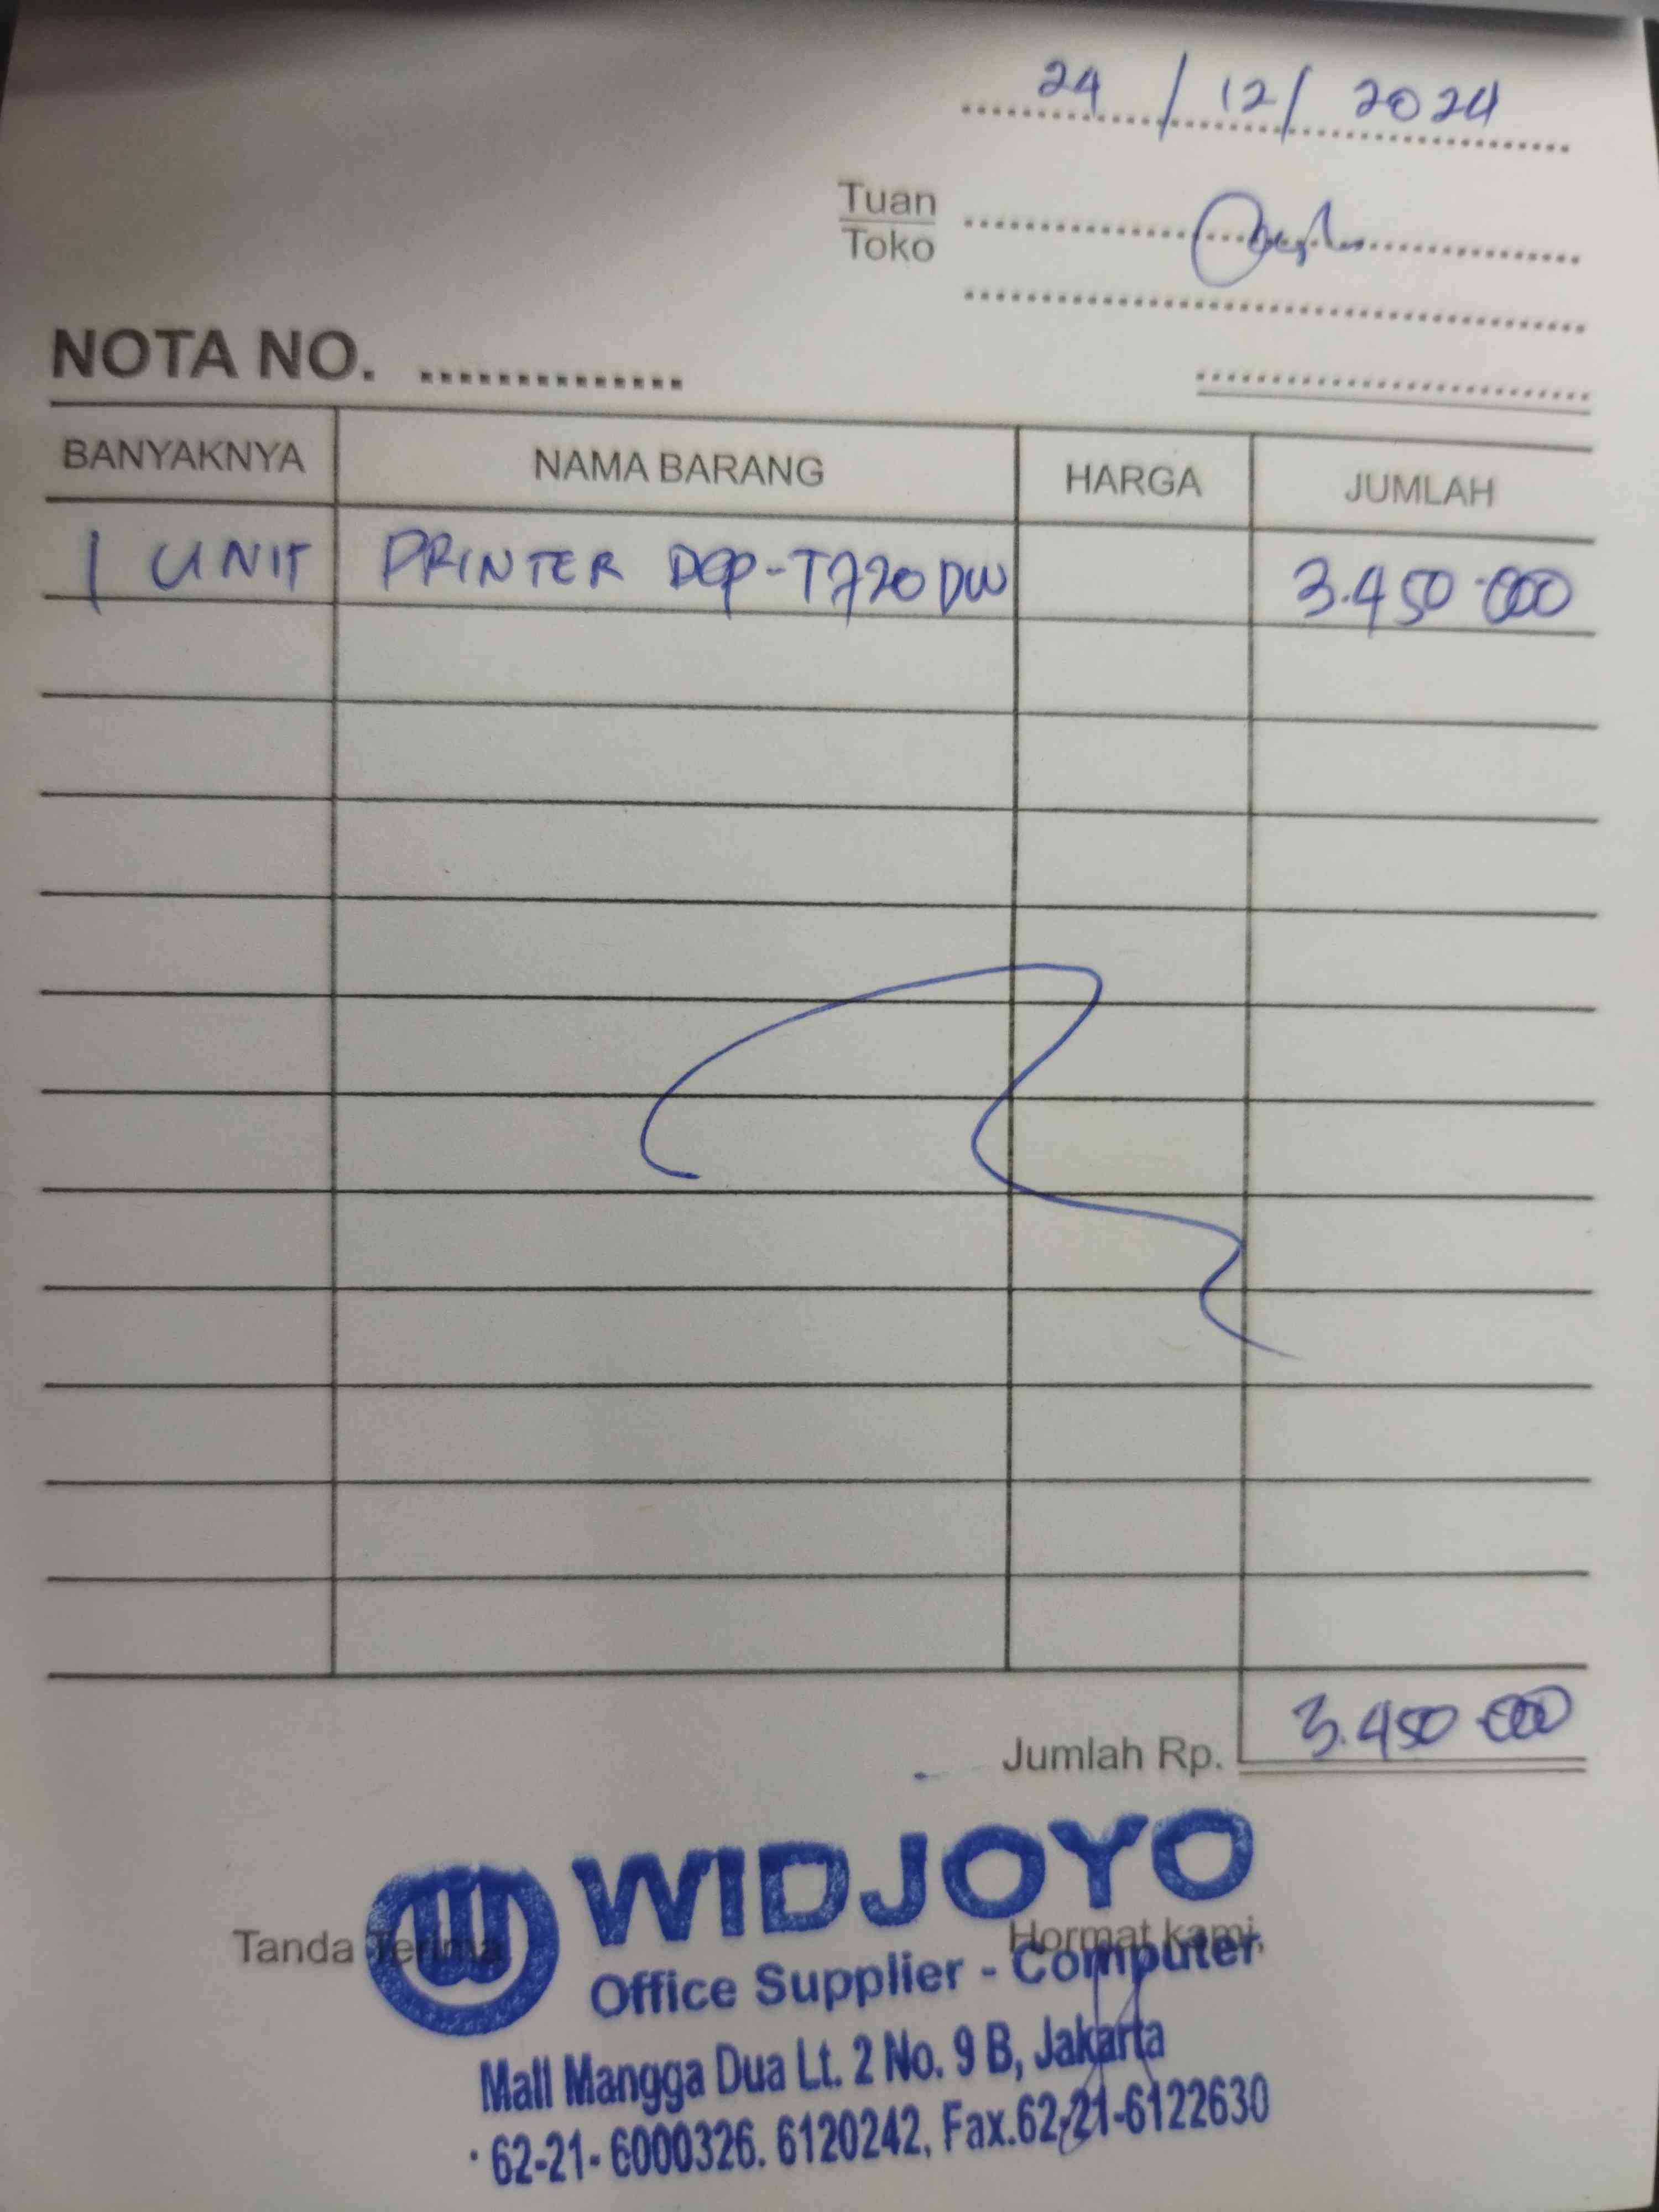 24 / 12 / 2024
Tuan
Toko
NOTA NO. ..............
BANYAKNYA NAMA BARANG HARGA JUMLAH
1 UNIT PRINTER DCP-T720DW 3.450.000
Jumlah Rp. 3.450.000
Tanda Terima Hormat kami,
WIDJOYO
Office Supplier - Computer
Mall Mangga Dua Lt. 2 No. 9 B, Jakarta
62-21- 6000326. 6120242, Fax.62-21-6122630